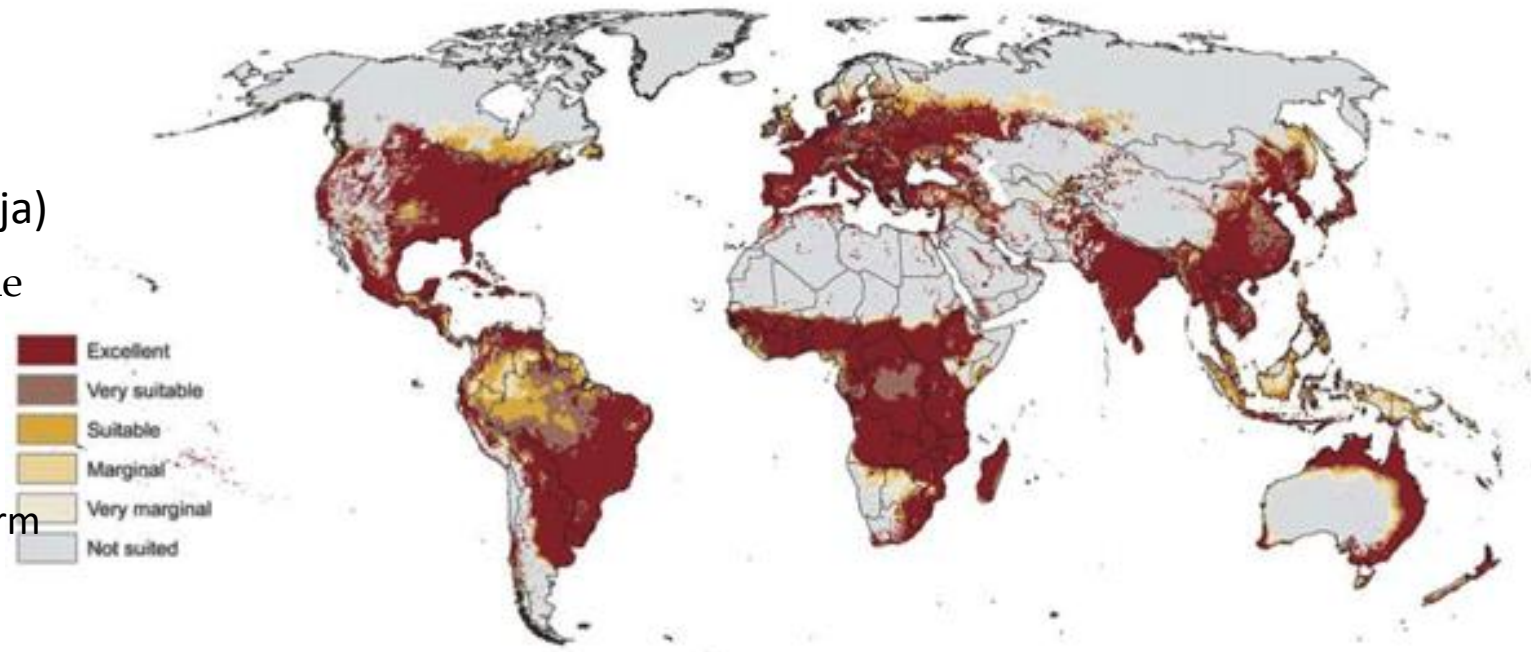 ja)
e
Excellent
Very suitable
Suitable
Marginal
Very marginal
rm
Not suited